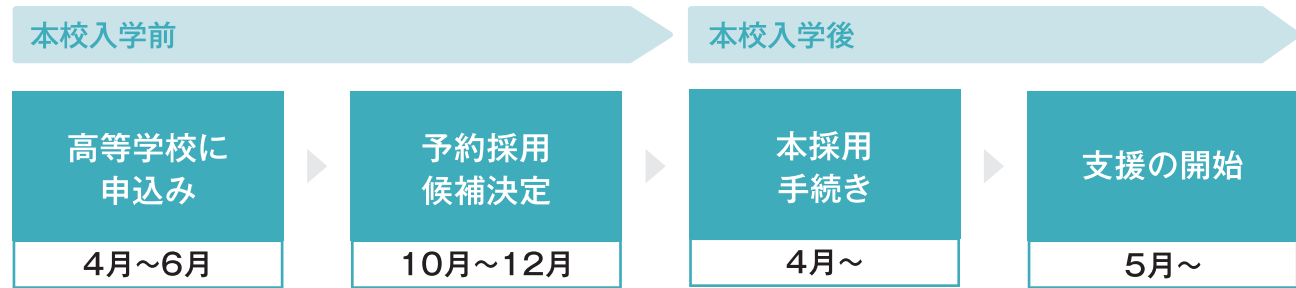 本校入学前
本校入学後
高等学校に
申込み
4月～6月
予約採用
候補決定
10月～12月
本採用
手続き
4月～
支援の開始
5月～